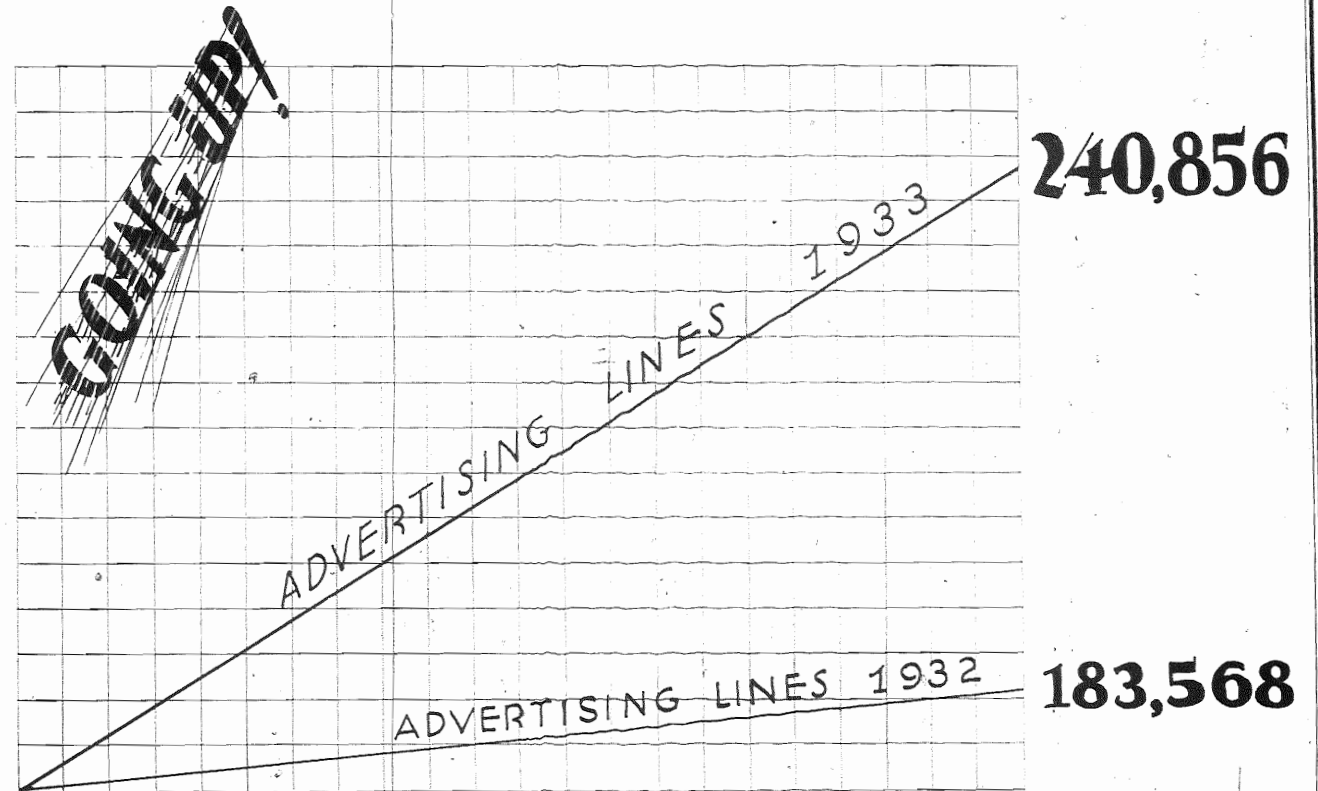 GOING UP!
240,856
ADVERTISING LINES 1933
ADVERTISING LINES 1932
183,568